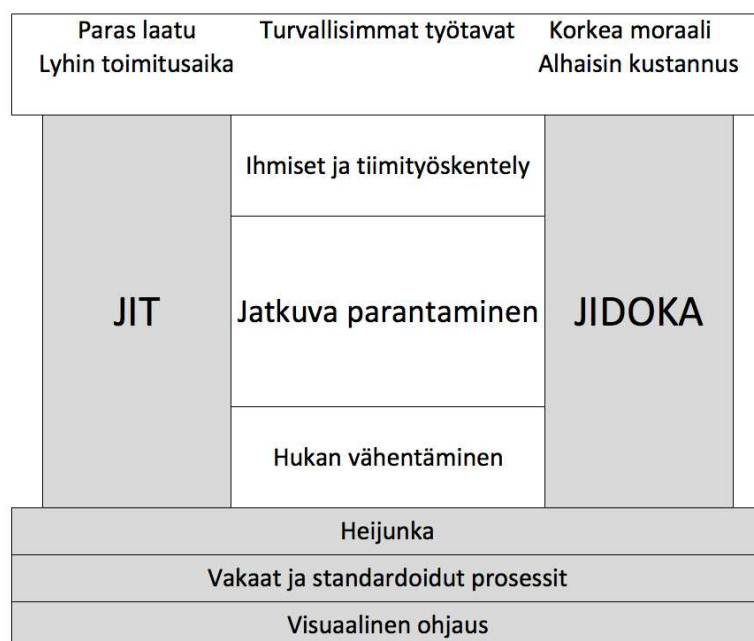 Paras laatu Turvallisimmat työtavat Korkea moraali
Lyhin toimitusaika Alhaisin kustannus
Ihmiset ja tiimityöskentely
JIT Jatkuva parantaminen JIDOKA
Hukan vähentäminen
Heijunka
Vakaat ja standardoidut prosessit
Visuaalinen ohjaus